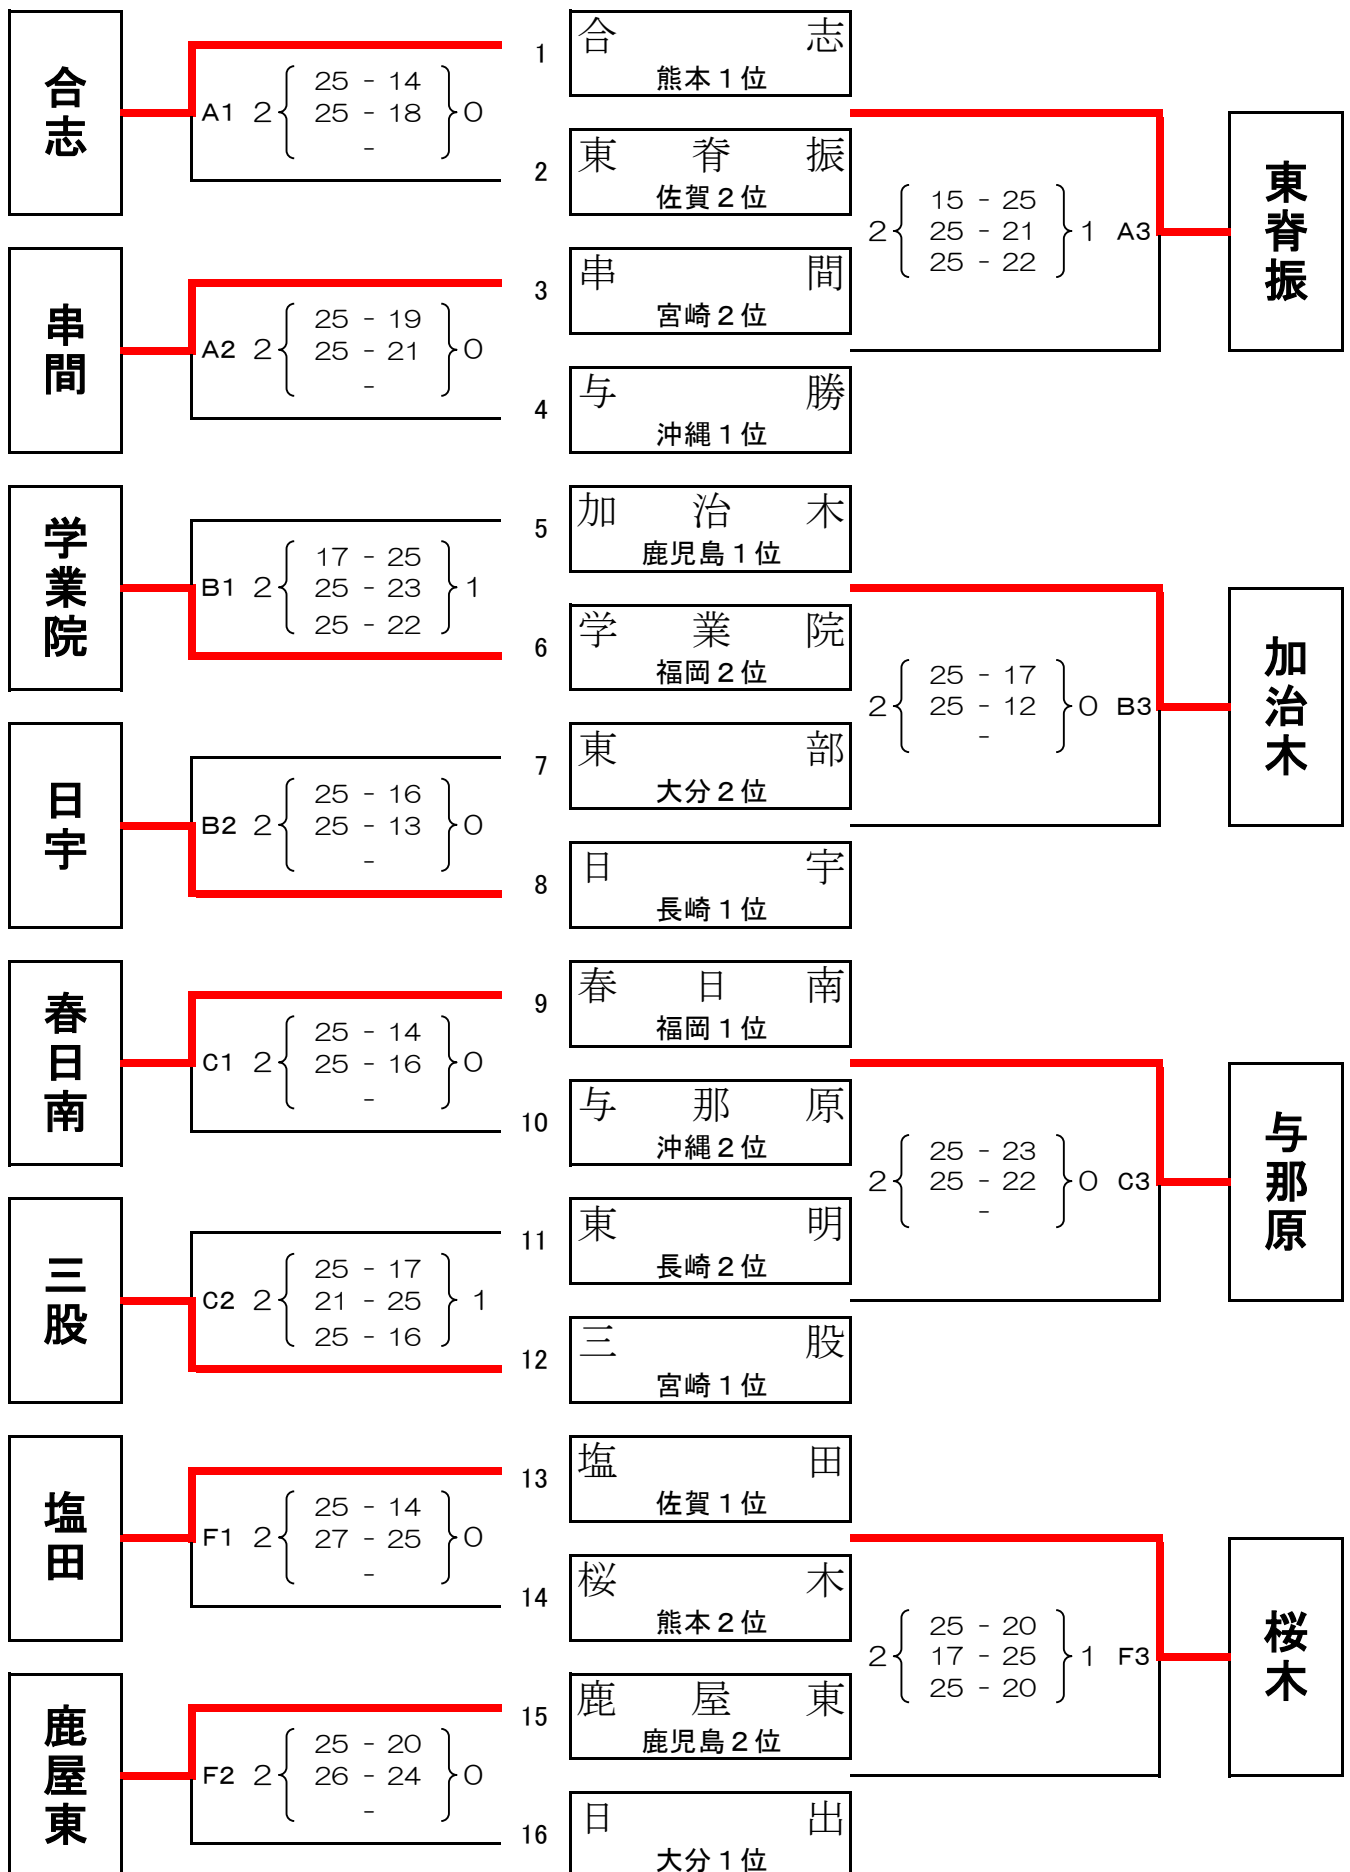 合志
A1 2 25 - 14 0
25 - 18
-
1
合志
熊本１位
2
東脊振
佐賀２位
串間
A2 2 25 - 19 0
25 - 21
-
3
串間
宮崎２位
4
与勝
沖縄１位
2 15 - 25 1 A3
25 - 21
25 - 22
東脊振
学業院
B1 2 17 - 25 1
25 - 23
25 - 22
5
加治木
鹿児島１位
6
学業院
福岡２位
日宇
B2 2 25 - 16 0
25 - 13
-
7
東部
大分２位
8
日宇
長崎１位
2 25 - 17 0 B3
25 - 12
-
加治木
春日南
C1 2 25 - 14 0
25 - 16
-
9
春日南
福岡１位
10
与那原
沖縄２位
三股
C2 2 25 - 17 1
21 - 25
25 - 16
11
東明
長崎２位
12
三股
宮崎１位
2 25 - 23 0 C3
25 - 22
-
与那原
塩田
F1 2 25 - 14 0
27 - 25
-
13
塩田
佐賀１位
14
桜木
熊本２位
鹿屋東
F2 2 25 - 20 0
26 - 24
-
15
鹿屋東
鹿児島２位
16
日出
大分１位
2 25 - 20 1 F3
17 - 25
25 - 20
桜木